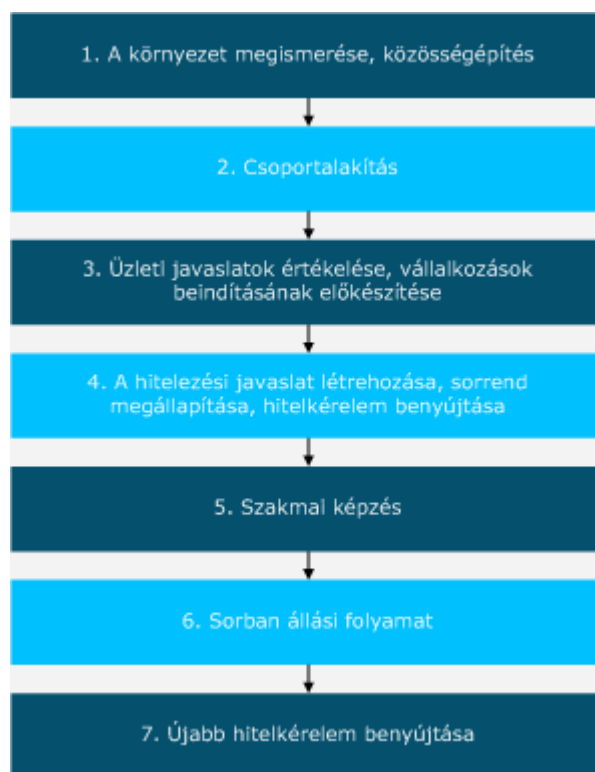 1. A környezet megismerése, közösségépítés
2. Csoportalakítás
3. Üzleti javaslatok értékelése, vállalkozások
beindításának előkészítése
4. A hitelezési javaslat létrehozása, sorrend
megállapítása, hitelkérelem benyújtása
5. Szakmai képzés
6. Sorban állási folyamat
7. Újabb hitelkérelem benyújtása